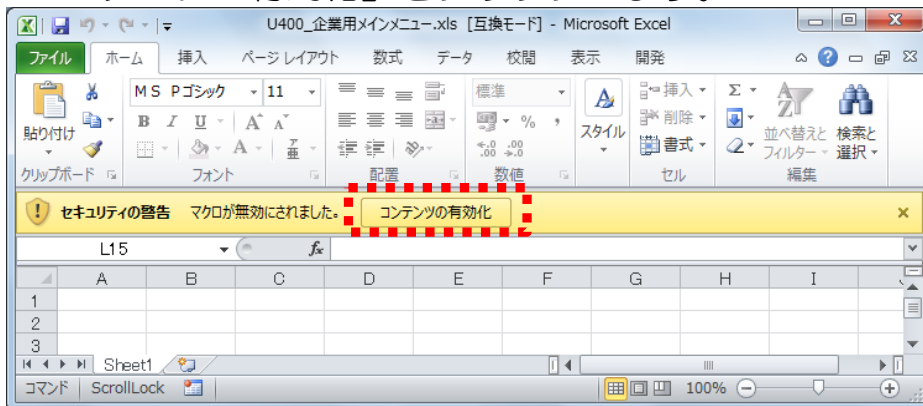 U400_企業用メインメニュー.xls [互換モード] - Microsoft Excel
ファイル ホーム 挿入 ページ レイアウト 数式 データ 校閲 表示 開発
貼り付け
クリップボード
ＭＳ Ｐゴシック 11
B I U A A
A 亜
フォント
配置
標準
% ,
.0 .00
.00 .0
数値
A
スタイル
挿入
削除
書式
セル
Σ
A
Z
並べ替えと
フィルター
検索と
選択
編集
セキュリティの警告 マクロが無効にされました。 コンテンツの有効化
L15 fx
A B C D E F G H I
1
2
3
Sheet1
コマンド ScrollLock 100%